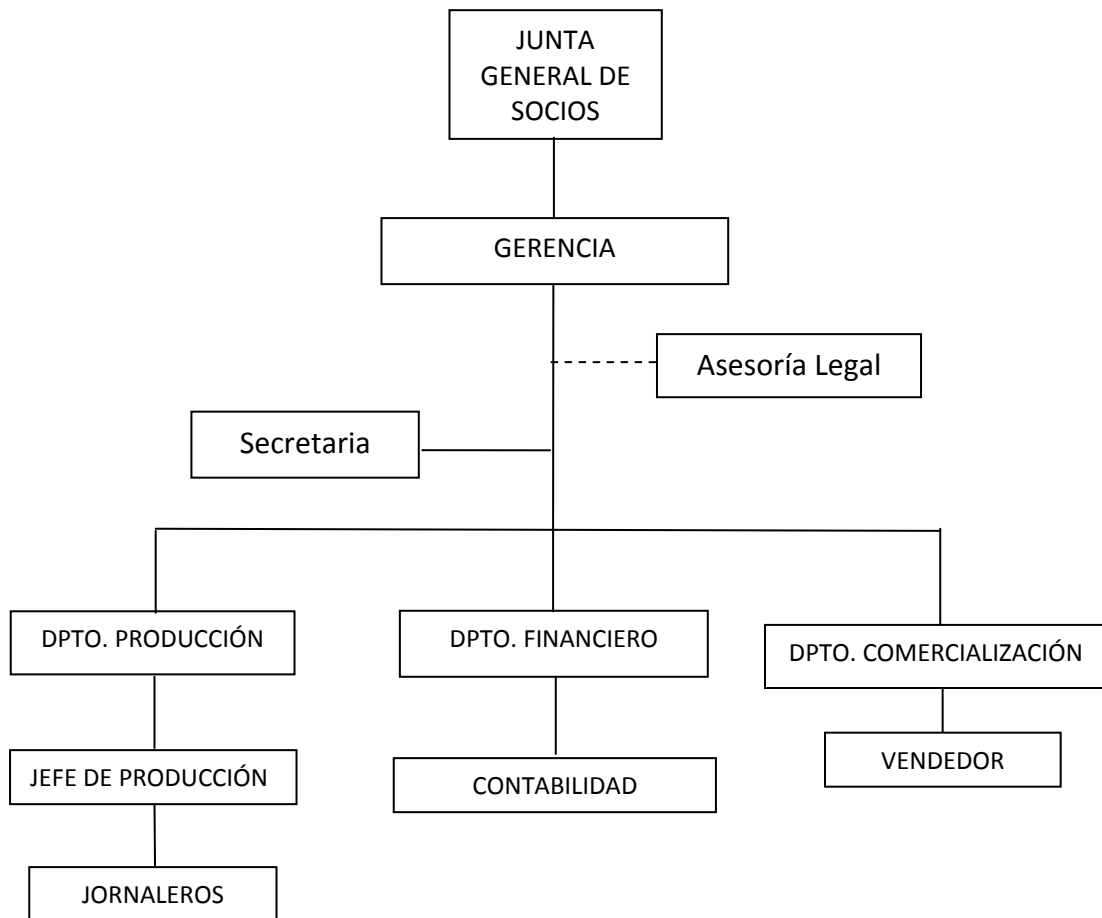 JUNTA
GENERAL DE
SOCIOS
GERENCIA
Asesoría Legal
Secretaria
DPTO. PRODUCCIÓN
DPTO. FINANCIERO
DPTO. COMERCIALIZACIÓN
JEFE DE PRODUCCIÓN
CONTABILIDAD
VENDEDOR
JORNALEROS